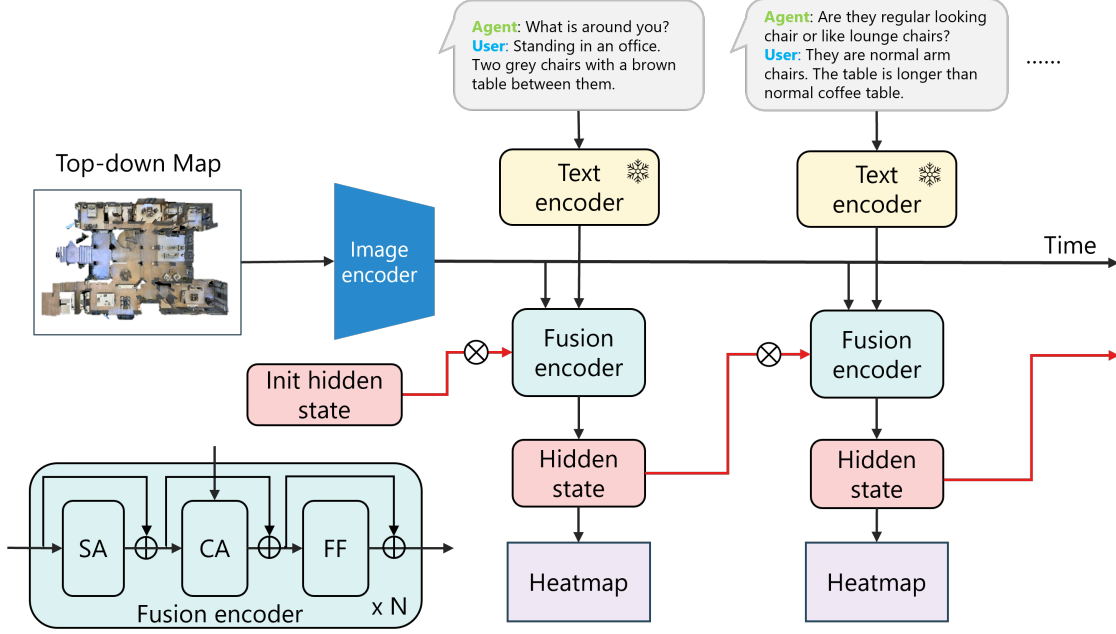 Agent: What is around you?
User: Standing in an office.
Two grey chairs with a brown
table between them.
Agent: Are they regular looking
chair or like lounge chairs?
User: They are normal arm
chairs. The table is longer than
normal coffee table.
......
Top-down Map
Text
encoder
Text
encoder
Image
encoder
Time
Fusion
encoder
Fusion
encoder
Init hidden
state
Hidden
state
Hidden
state
SA
CA
FF
Fusion encoder
x N
Heatmap
Heatmap